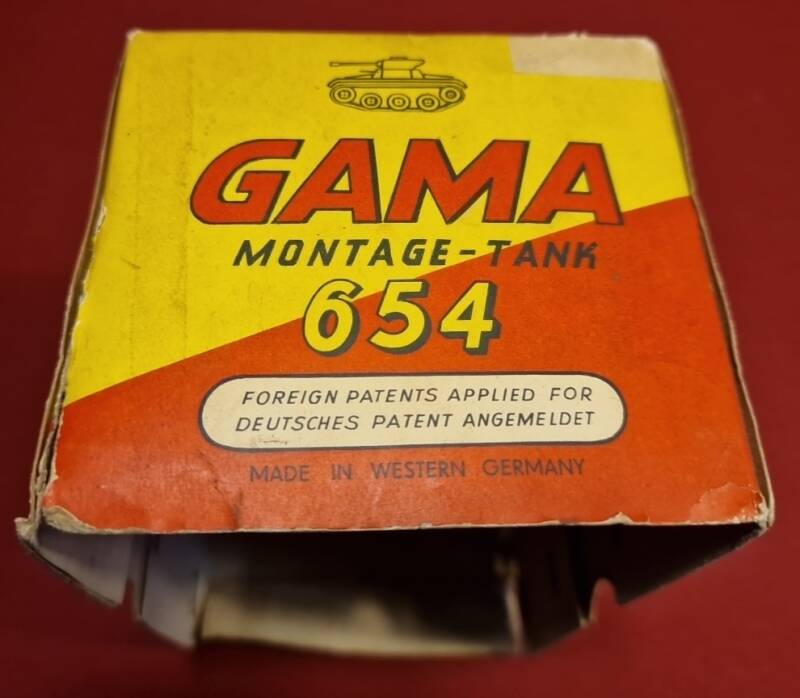 GAMA
MONTAGE-TANK
654
FOREIGN PATENTS APPLIED FOR
DEUTSCHES PATENT ANGEMELDET
MADE IN WESTERN GERMANY